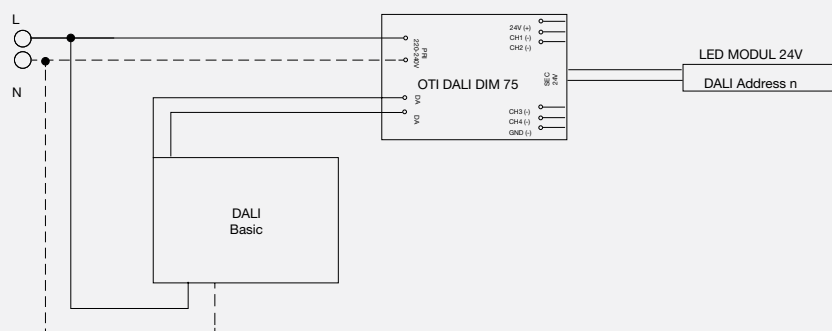 L
N
PRI
220-240V
DA
DA
OTI DALI DIM 75
24V (+)
CH1 (-)
CH2 (-)
SEC
24V
CH3 (-)
CH4 (-)
GND (-)
LED MODUL 24V
DALI Address n
DALI
Basic